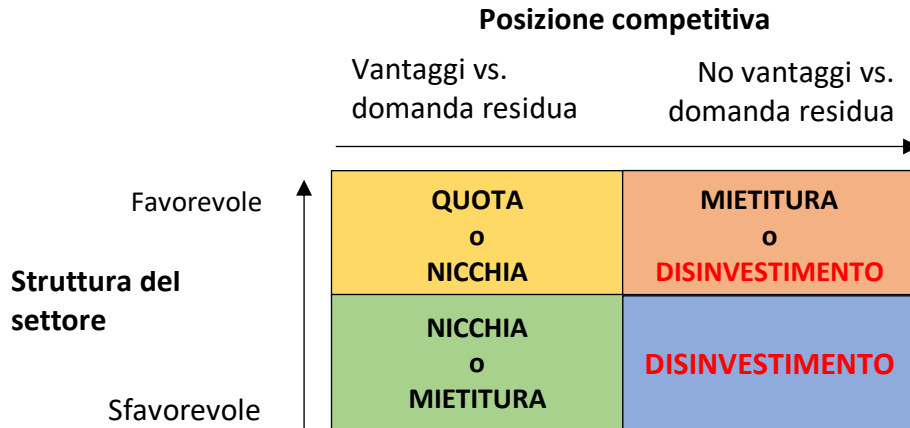 Posizione competitiva
Vantaggi vs.
domanda residua
No vantaggi vs.
domanda residua
Favorevole
Struttura del
settore
Sfavorevole
QUOTA
o
NICCHIA
MIETITURA
o
DISINVESTIMENTO
NICCHIA
o
MIETITURA
DISINVESTIMENTO